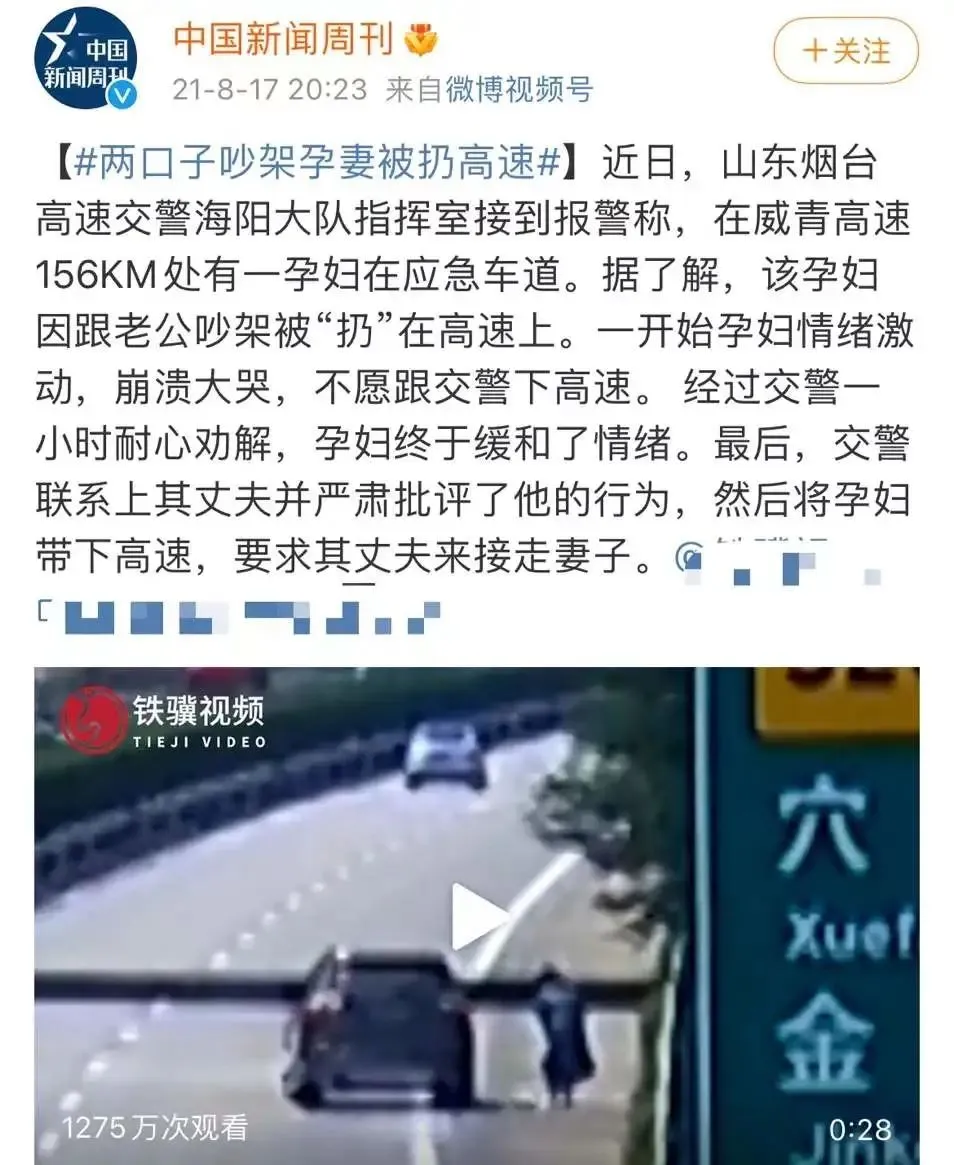 中国
新闻周刊
中国新闻周刊
+关注
21-8-17 20:23 来自微博视频号
【#两口子吵架孕妻被扔高速#】近日，山东烟台
高速交警海阳大队指挥室接到报警称，在威青高速
156KM处有一孕妇在应急车道。据了解，该孕妇
因跟老公吵架被“扔”在高速上。一开始孕妇情绪激
动，崩溃大哭，不愿跟交警下高速。经过交警一
小时耐心劝解，孕妇终于缓和了情绪。最后，交警
联系上其丈夫并严肃批评了他的行为，然后将孕妇
带下高速，要求其丈夫来接走妻子。@
铁骥视频
TIEJI VIDEO
穴
Xuef
金
1275万次观看
0:28